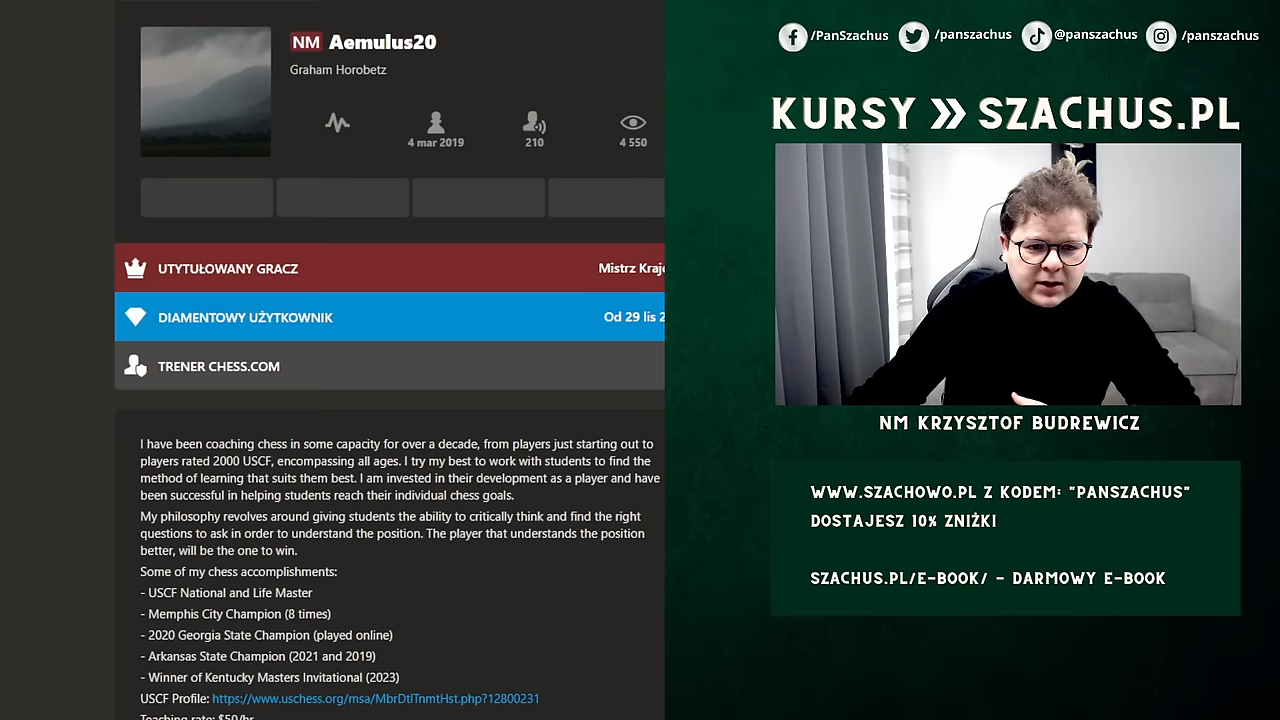 NM Aemulus20
Graham Horobetz
4 mar 2019
210
4 550
UTYTUŁOWANY GRACZ
Mistrz Kraj
DIAMENTOWY UŻYTKOWNIK
Od 29 lis 2
TRENER CHESS.COM
I have been coaching chess in some capacity for over a decade, from players just starting out to
players rated 2000 USCF, encompassing all ages. I try my best to work with students to find the
method of learning that suits them best. I am invested in their development as a player and have
been successful in helping students reach their individual chess goals.
My philosophy revolves around giving students the ability to critically think and find the right
questions to ask in order to understand the position. The player that understands the position
better, will be the one to win.
Some of my chess accomplishments:
- USCF National and Life Master
- Memphis City Champion (8 times)
- 2020 Georgia State Champion (played online)
- Arkansas State Champion (2021 and 2019)
- Winner of Kentucky Masters Invitational (2023)
USCF Profile: https://www.uschess.org/msa/MbrDtlTnmtHst.php?12800231
Teaching rate: $50/hr
/PanSzachus
/panszachus
@panszachus
/panszachus
KURSY » SZACHUS.PL
NM KRZYSZTOF BUDREWICZ
WWW.SZACHOWO.PL Z KODEM: "PANSZACHUS"
DOSTAJESZ 10% ZNIŻKI
SZACHUS.PL/E-BOOK/ - DARMOWY E-BOOK